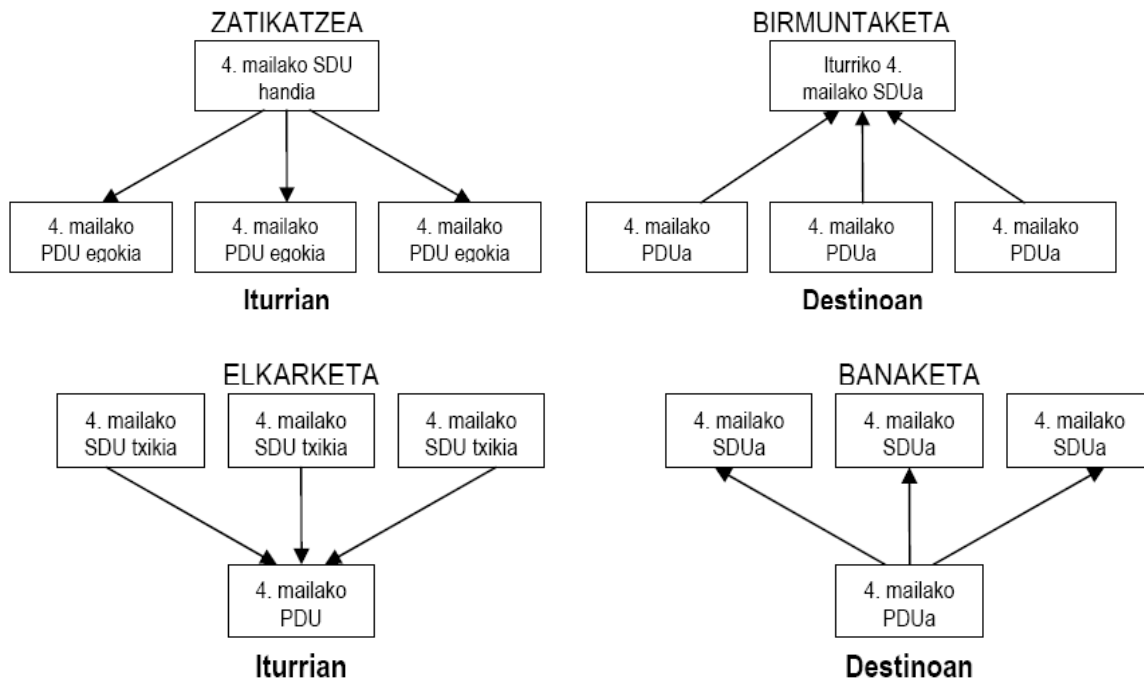 ZATIKATZEA
4. mailako SDU
handia
4. mailako
PDU egokia
4. mailako
PDU egokia
4. mailako
PDU egokia
Iturrian
BIRMUNTAKETA
Iturriko 4.
mailako SDUa
4. mailako
PDUa
4. mailako
PDUa
4. mailako
PDUa
Destinoan
ELKARKETA
4. mailako
SDU txikia
4. mailako
SDU txikia
4. mailako
SDU txikia
4. mailako
PDU
Iturrian
BANAKETA
4. mailako
SDUa
4. mailako
SDUa
4. mailako
SDUa
4. mailako
PDUa
Destinoan